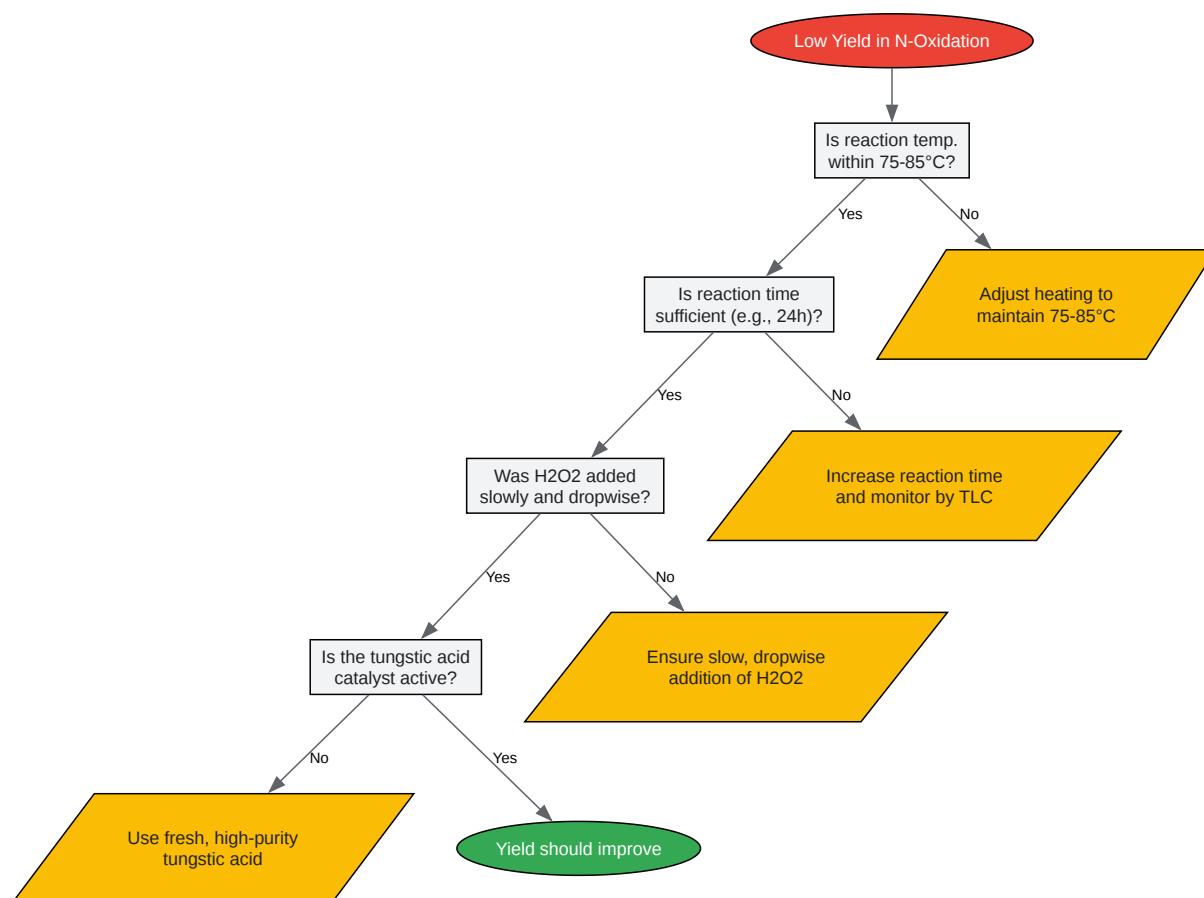 Low Yield in N-Oxidation
Is reaction temp.
within 75-85°C?
Yes
No
Is reaction time
sufficient (e.g., 24h)?
Adjust heating to
maintain 75-85°C
Yes
No
Was H2O2 added
slowly and dropwise?
Increase reaction time
and monitor by TLC
Yes
No
Is the tungstic acid
catalyst active?
Ensure slow, dropwise
addition of H2O2
No
Yes
Use fresh, high-purity
tungstic acid
Yield should improve